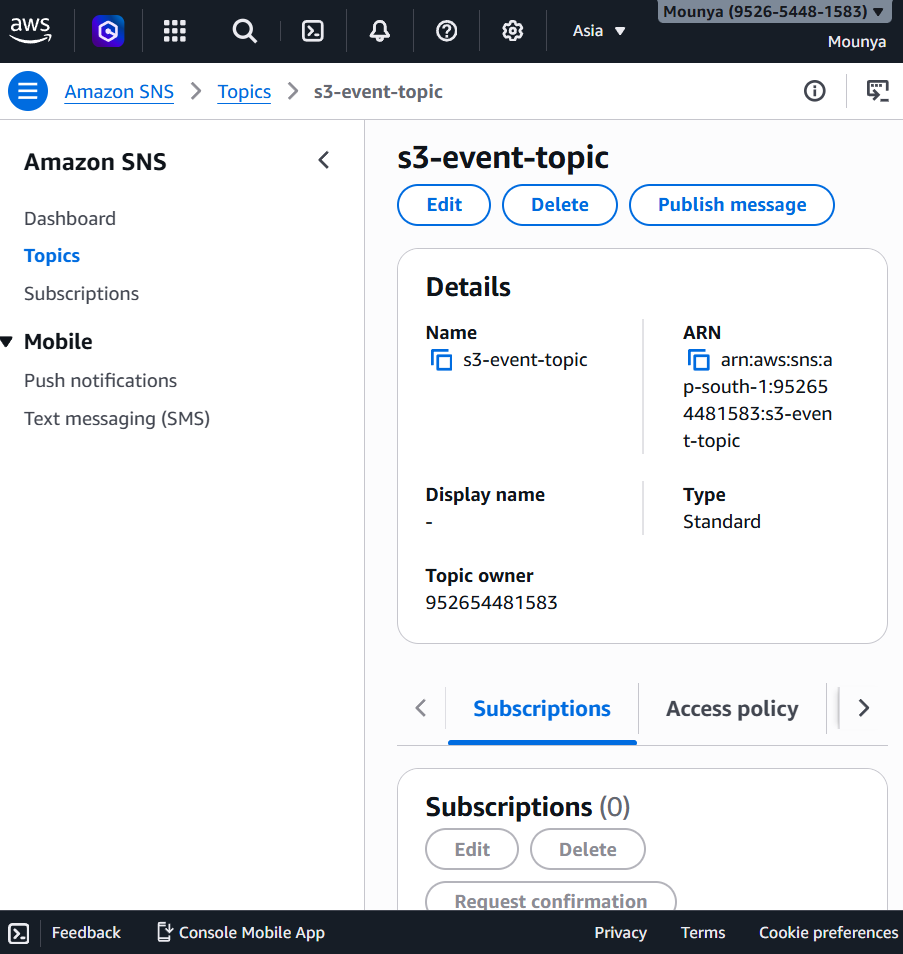 aws
Asia
Mounya (9526-5448-1583)
Mounya
Amazon SNS
Topics
s3-event-topic
Amazon SNS
Dashboard
Topics
Subscriptions
Mobile
Push notifications
Text messaging (SMS)
s3-event-topic
Edit
Delete
Publish message
Details
Name
s3-event-topic
ARN
arn:aws:sns:a
p-south-1:95265
4481583:s3-even
t-topic
Display name
-
Type
Standard
Topic owner
952654481583
Subscriptions
Access policy
Subscriptions (0)
Edit
Delete
Request confirmation
Feedback
Console Mobile App
Privacy
Terms
Cookie preferences